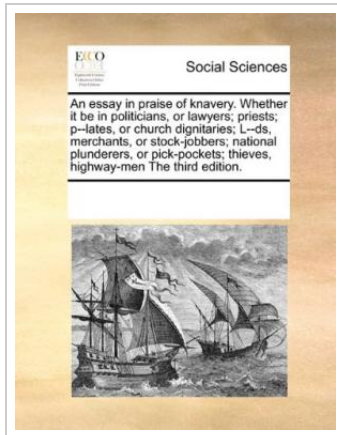 ECCO
Social Sciences
An essay in praise of knavery. Whether
it be in politicians, or lawyers; priests;
p--lates, or church dignitaries; L--ds,
merchants, or stock-jobbers; national
plunderers, or pick-pockets; thieves,
highway-men The third edition.